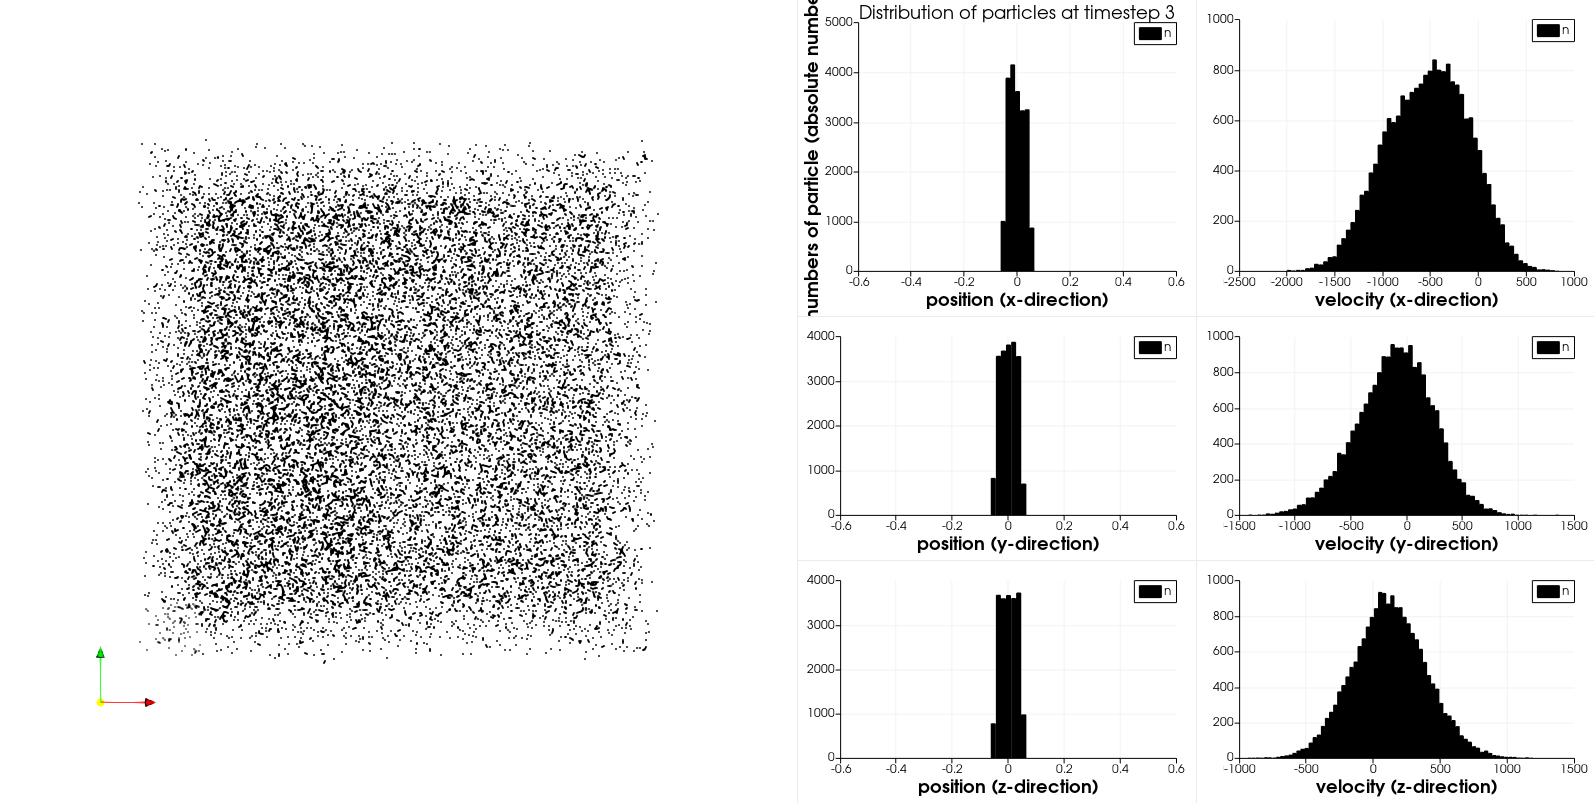 Distribution of particles at timestep 3
numbers of particle (absolute
5000
4000
3000
2000
1000
0
-0.6 -0.4 -0.2 0 0.2 0.4 0.6
position (x-direction)
n
1000
800
600
400
200
0
-2500 -2000 -1500 -1000 -500 0 500 1000
velocity (x-direction)
n
4000
3000
2000
1000
0
-0.6 -0.4 -0.2 0 0.2 0.4 0.6
position (y-direction)
n
1000
800
600
400
200
0
-1500 -1000 -500 0 500 1000 1500
velocity (y-direction)
n
4000
3000
2000
1000
0
-0.6 -0.4 -0.2 0 0.2 0.4 0.6
position (z-direction)
n
1000
800
600
400
200
0
-1000 -500 0 500 1000 1500
velocity (z-direction)
n